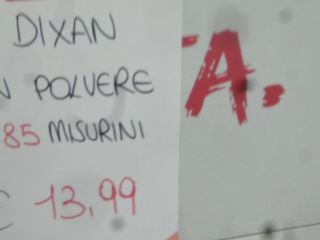 DIXAN
N POLVERE
85 MISURINI
€ 13,99
A.